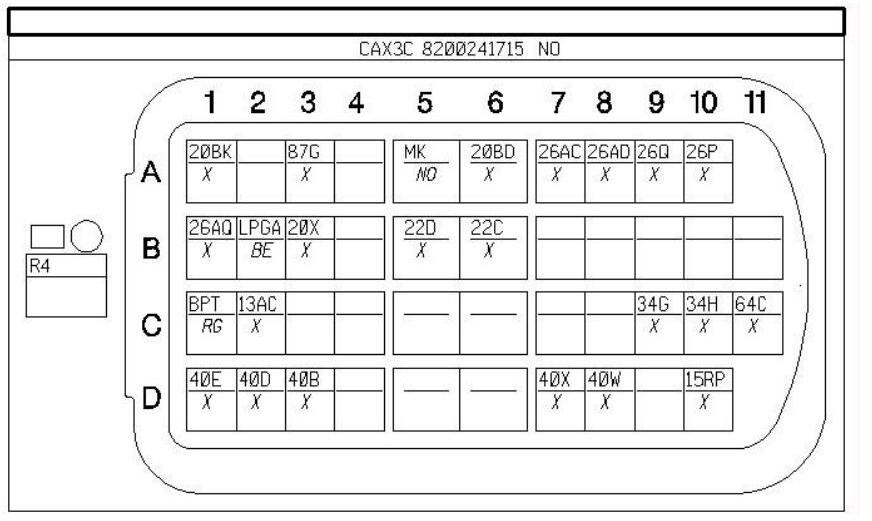 CAX3C 8200241715 NO
1 2 3 4 5 6 7 8 9 10 11
A 20BK 87G MK 20BD 26AC 26AD 26Q 26P
X X NO X X X X X
B 26AQ LPGA 20X 22D 22C
X BE X X X
R4
C BPT 13AC 34G 34H 64C
RG X X X X
D 40E 40D 40B 40X 40W 15RP
X X X X X X